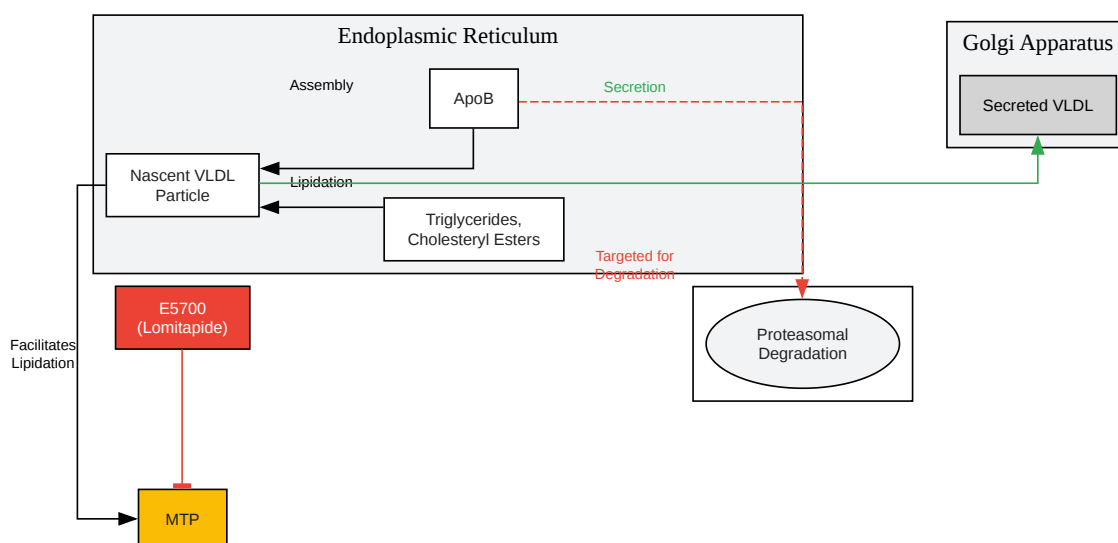 Endoplasmic Reticulum
Golgi Apparatus
Assembly
ApoB
Secretion
Secreted VLDL
Nascent VLDL
Particle
Lipidation
Triglycerides,
Cholesteryl Esters
Targeted for
Degradation
E5700
(Lomitapide)
Facilitates
Lipidation
Proteasomal
Degradation
MTP